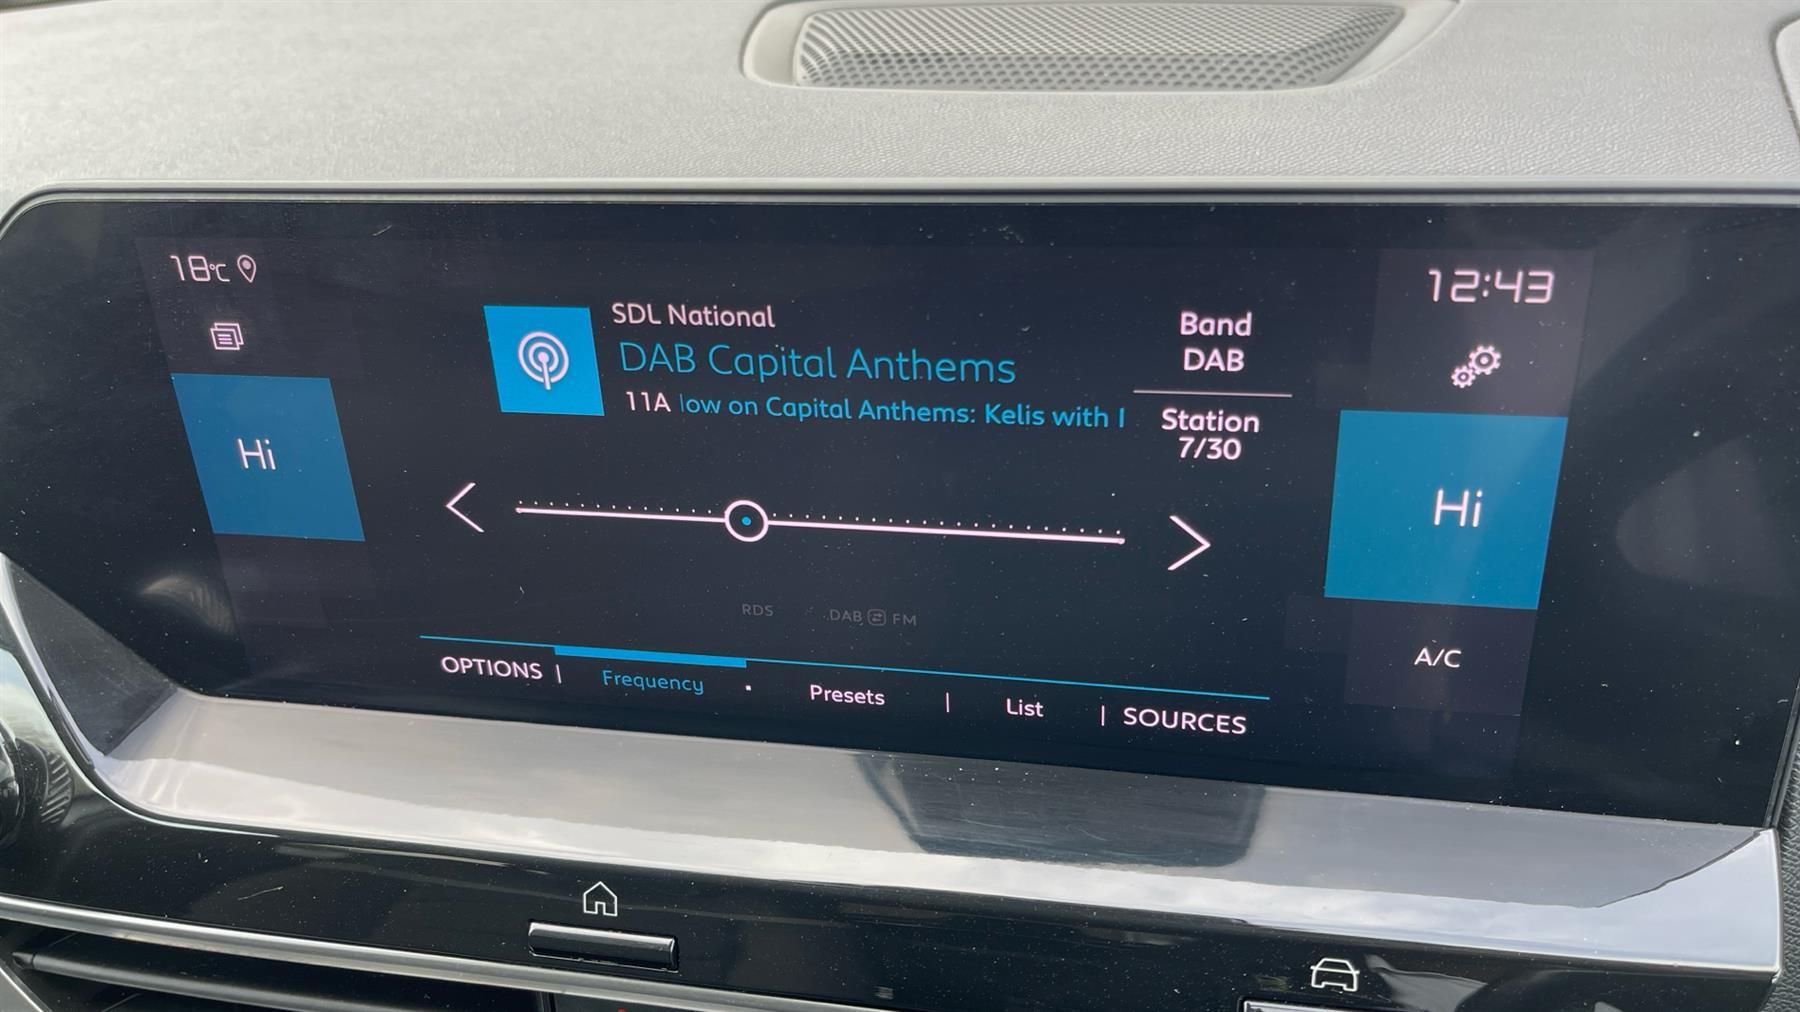 18°C
12:43
SDL National
DAB Capital Anthems
11A low on Capital Anthems: Kelis with
Band
DAB
Station
7/30
Hi
Hi
RDS
DAB FM
A/C
OPTIONS | Frequency
Presets | List | SOURCES